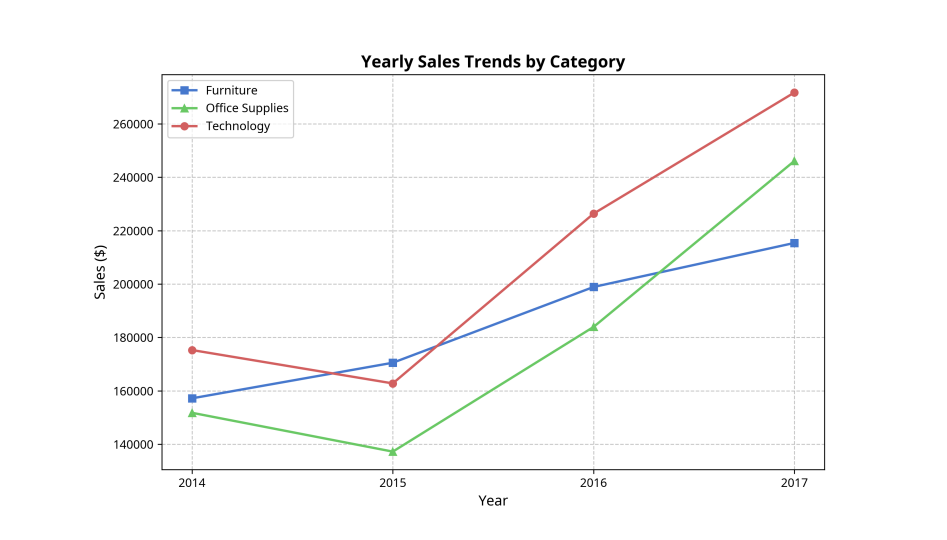 Yearly Sales Trends by Category
Furniture
Office Supplies
Technology
260000
240000
220000
200000
180000
160000
140000
Sales ($)
2014 2015 2016 2017
Year